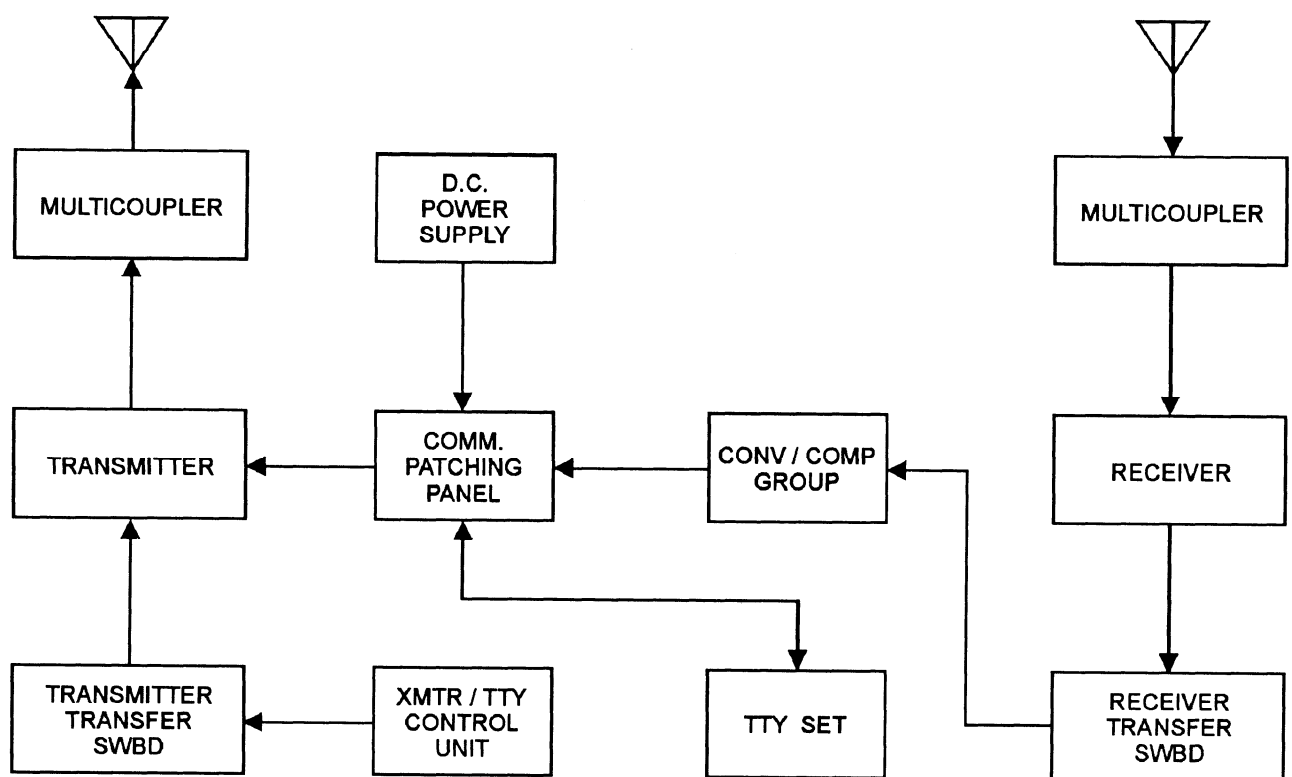 MULTICOUPLER
D.C.
POWER
SUPPLY
MULTICOUPLER
TRANSMITTER
COMM.
PATCHING
PANEL
CONV / COMP
GROUP
RECEIVER
TRANSMITTER
TRANSFER
SWBD
XMTR / TTY
CONTROL
UNIT
TTY SET
RECEIVER
TRANSFER
SWBD